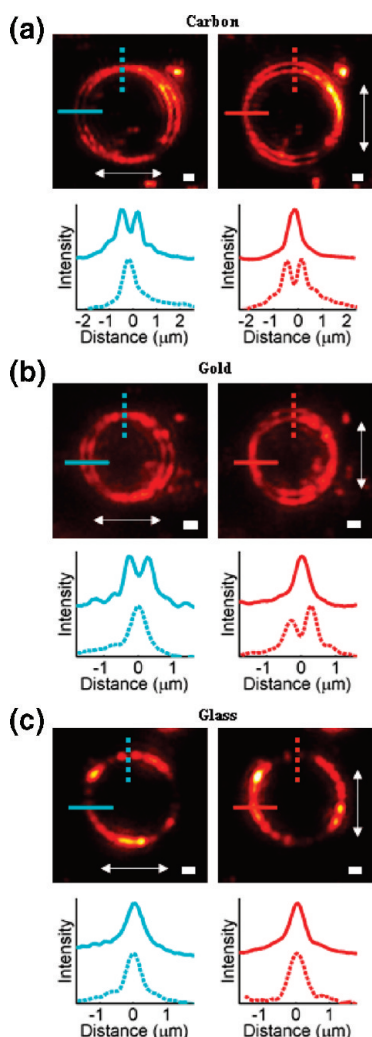 (a) Carbon
Intensity Intensity
-2 -1 0 1 2 -2 -1 0 1 2
Distance (μm) Distance (μm)
(b) Gold
Intensity Intensity
-1 0 1 -1 0 1
Distance (μm) Distance (μm)
(c) Glass
Intensity Intensity
-1 0 1 -1 0 1
Distance (μm) Distance (μm)